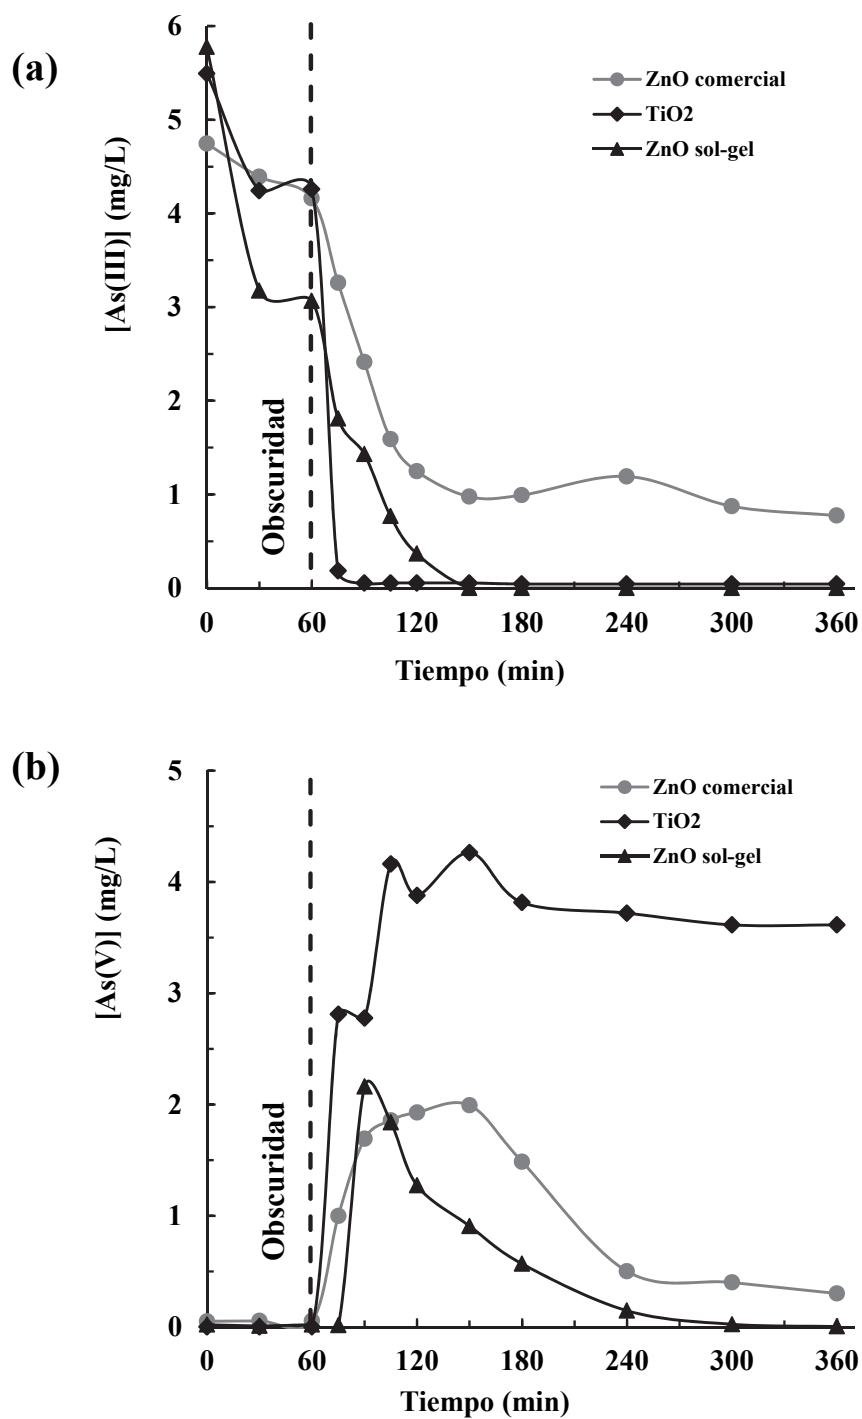 (a)
6
5
4
3
2
1
0
[As(III)] (mg/L)
ZnO comercial
TiO2
ZnO sol-gel
Obscuridad
0 60 120 180 240 300 360
Tiempo (min)
(b)
5
4
3
2
1
0
[As(V)] (mg/L)
ZnO comercial
TiO2
ZnO sol-gel
Obscuridad
0 60 120 180 240 300 360
Tiempo (min)